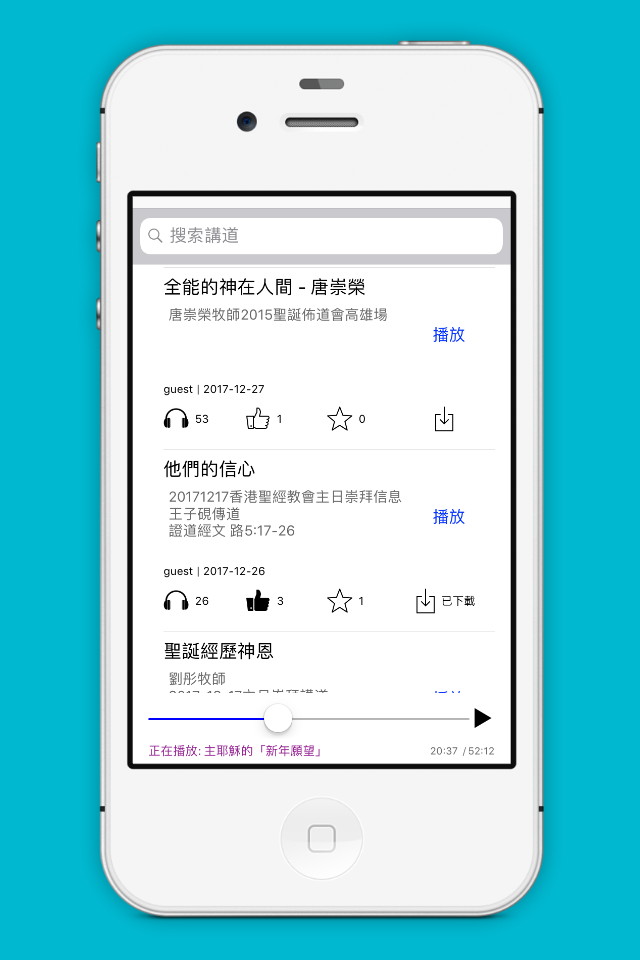 搜索講道
全能的神在人間 - 唐崇榮
唐崇榮牧師2015聖誕佈道會高雄場
播放
guest | 2017-12-27
53 1 0
他們的信心
20171217香港聖經教會主日崇拜信息
王子硯傳道
證道經文 路5:17-26
播放
guest | 2017-12-26
26 3 1 已下載
聖誕經歷神恩
劉彤牧師
正在播放: 主耶穌的「新年願望」 20:37 / 52:12